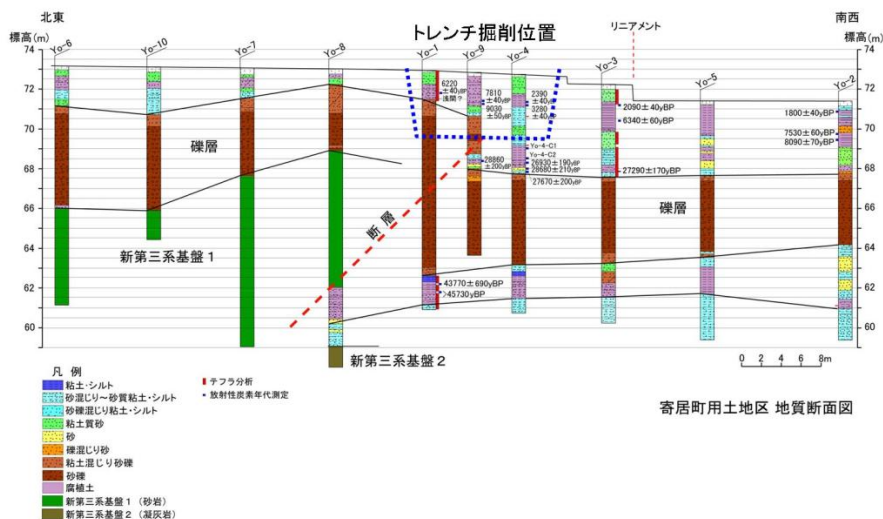 北東
南西
標高(m)
標高(m)
トレンチ掘削位置
リニアメント
Yo-6
Yo-10
Yo-7
Yo-8
Yo-1
Yo-9
Yo-4
Yo-3
Yo-5
Yo-2
74
72
70
68
66
64
62
60
74
72
70
68
66
64
62
60
6220
±40yBP
浅間?
7810
±40yBP
9030
±50yBP
2390
±40yBP
3280
±40yBP
2090±40yBP
6340±60yBP
1800±40yBP
7530±60yBP
8090±70yBP
Yo-4-C1
Yo-4-C2
28860
±200yBP
26930±190yBP
28680±210yBP
27670±200yBP
27290±170yBP
43770±690yBP
>45730yBP
礫層
礫層
断層
新第三系基盤1
新第三系基盤2
0 2 4 6 8m
凡 例
粘土・シルト
砂混じり~砂質粘土・シルト
砂礫混じり粘土・シルト
粘土質砂
砂
礫混じり砂
粘土混じり砂礫
砂礫
腐植土
新第三系基盤1(砂岩)
新第三系基盤2(凝灰岩)
テフラ分析
放射性炭素年代測定
寄居町用土地区 地質断面図